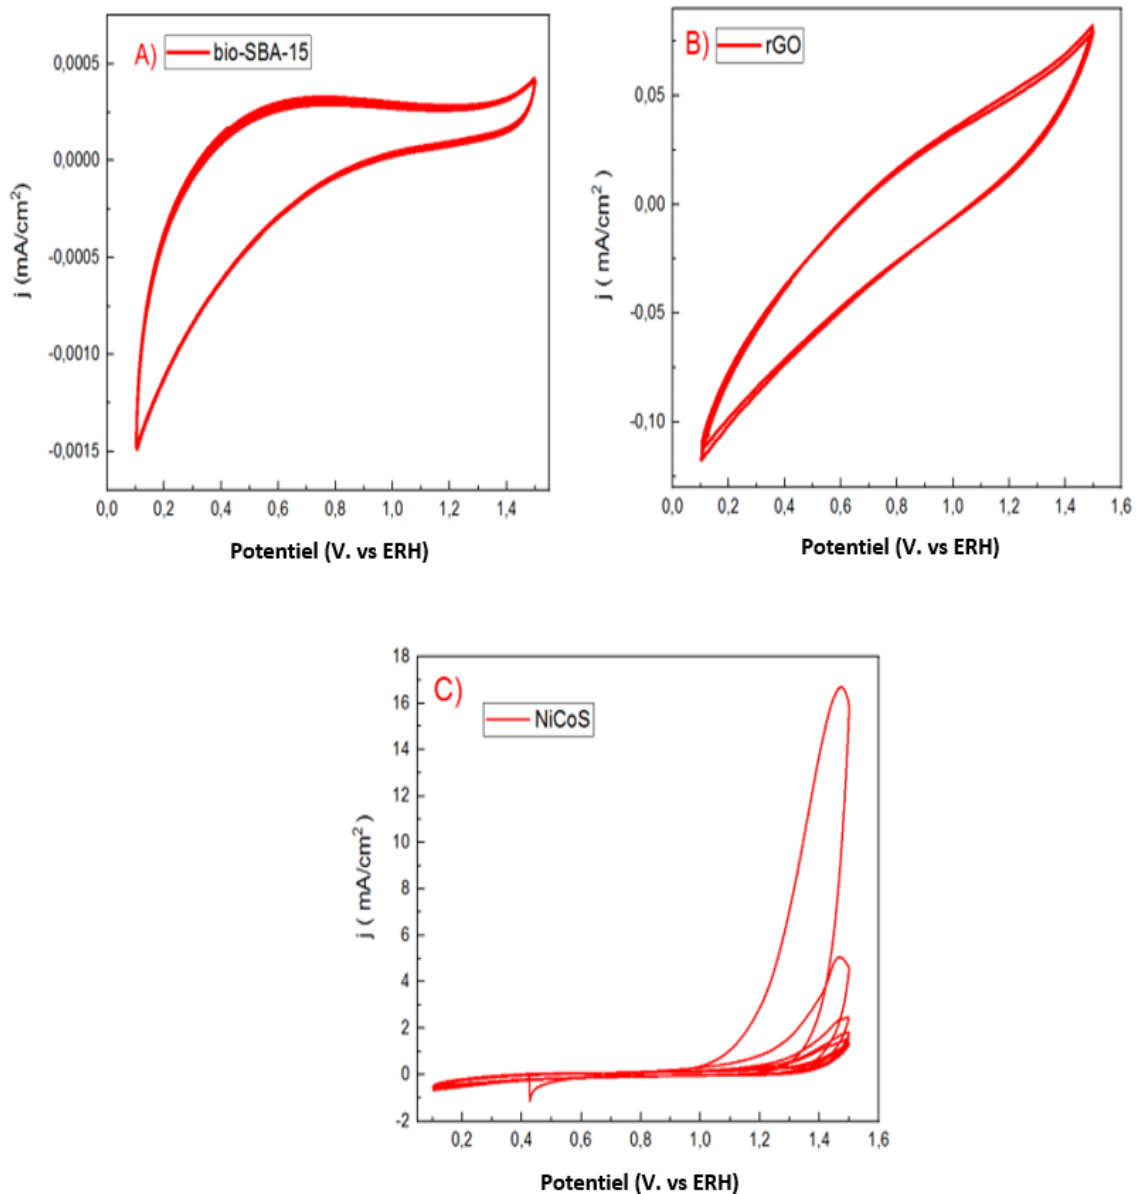 A) bio-SBA-15
0,0005
0,0000
-0,0005
-0,0010
-0,0015
j (mA/cm²)
0,0 0,2 0,4 0,6 0,8 1,0 1,2 1,4
Potentiel (V. vs ERH)
B) rGO
0,05
0,00
-0,05
-0,10
j ( mA/cm² )
0,0 0,2 0,4 0,6 0,8 1,0 1,2 1,4 1,6
Potentiel (V. vs ERH)
C) NiCoS
18
16
14
12
10
8
6
4
2
0
-2
j ( mA/cm² )
0,2 0,4 0,6 0,8 1,0 1,2 1,4 1,6
Potentiel (V. vs ERH)